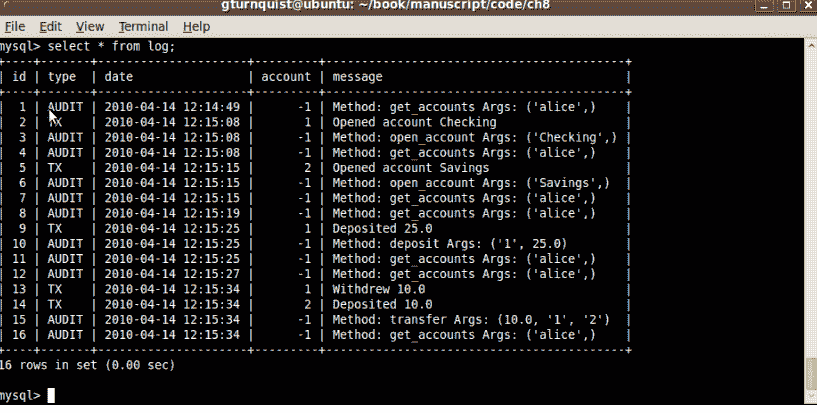 gturnquist@ubuntu: ~/book/manuscript/code/ch8
File Edit View Terminal Help
mysql> select * from log;
+----+-------+---------------------+---------+----------------------------------------+
| id | type | date | account | message |
+----+-------+---------------------+---------+----------------------------------------+
| 1 | AUDIT | 2010-04-14 12:14:49 | -1 | Method: get_accounts Args: ('alice',) |
| 2 | TX | 2010-04-14 12:15:08 | 1 | Opened account Checking |
| 3 | AUDIT | 2010-04-14 12:15:08 | -1 | Method: open_account Args: ('Checking',) |
| 4 | AUDIT | 2010-04-14 12:15:08 | -1 | Method: get_accounts Args: ('alice',) |
| 5 | TX | 2010-04-14 12:15:15 | 2 | Opened account Savings |
| 6 | AUDIT | 2010-04-14 12:15:15 | -1 | Method: open_account Args: ('Savings',) |
| 7 | AUDIT | 2010-04-14 12:15:15 | -1 | Method: get_accounts Args: ('alice',) |
| 8 | AUDIT | 2010-04-14 12:15:19 | -1 | Method: get_accounts Args: ('alice',) |
| 9 | TX | 2010-04-14 12:15:25 | 1 | Deposited 25.0 |
| 10 | AUDIT | 2010-04-14 12:15:25 | -1 | Method: deposit Args: ('1', 25.0) |
| 11 | AUDIT | 2010-04-14 12:15:25 | -1 | Method: get_accounts Args: ('alice',) |
| 12 | AUDIT | 2010-04-14 12:15:27 | -1 | Method: get_accounts Args: ('alice',) |
| 13 | TX | 2010-04-14 12:15:34 | 1 | Withdrew 10.0 |
| 14 | TX | 2010-04-14 12:15:34 | 2 | Deposited 10.0 |
| 15 | AUDIT | 2010-04-14 12:15:34 | -1 | Method: transfer Args: (10.0, '1', '2') |
| 16 | AUDIT | 2010-04-14 12:15:34 | -1 | Method: get_accounts Args: ('alice',) |
+----+-------+---------------------+---------+----------------------------------------+
16 rows in set (0.00 sec)
mysql>